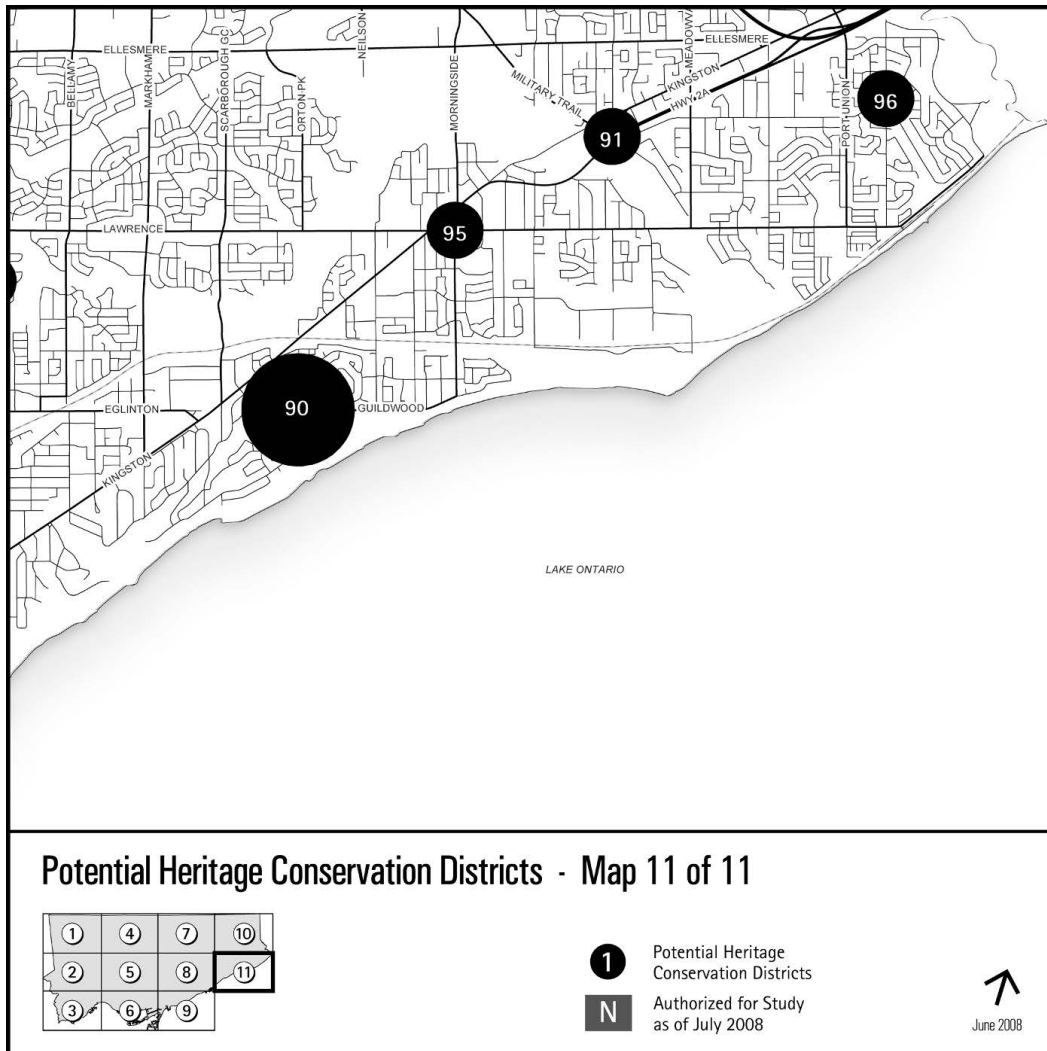 ELLESMERE
BELLAMY
MARKHAM
SCARBOROUGH GC
ORTON PK
NEILSON
MORNINGSIDE
MILITARY TRAIL
MEADOWVA
ELLESMERE
KINGSTON
HWY 2A
PORT UNION
96
91
LAWRENCE
95
90
GUILDWOOD
EGLINTON
KINGSTON
LAKE ONTARIO
Potential Heritage Conservation Districts - Map 11 of 11
1 4 7 10
2 5 8 11
3 6 9
1 Potential Heritage
Conservation Districts
N Authorized for Study
as of July 2008
June 2008